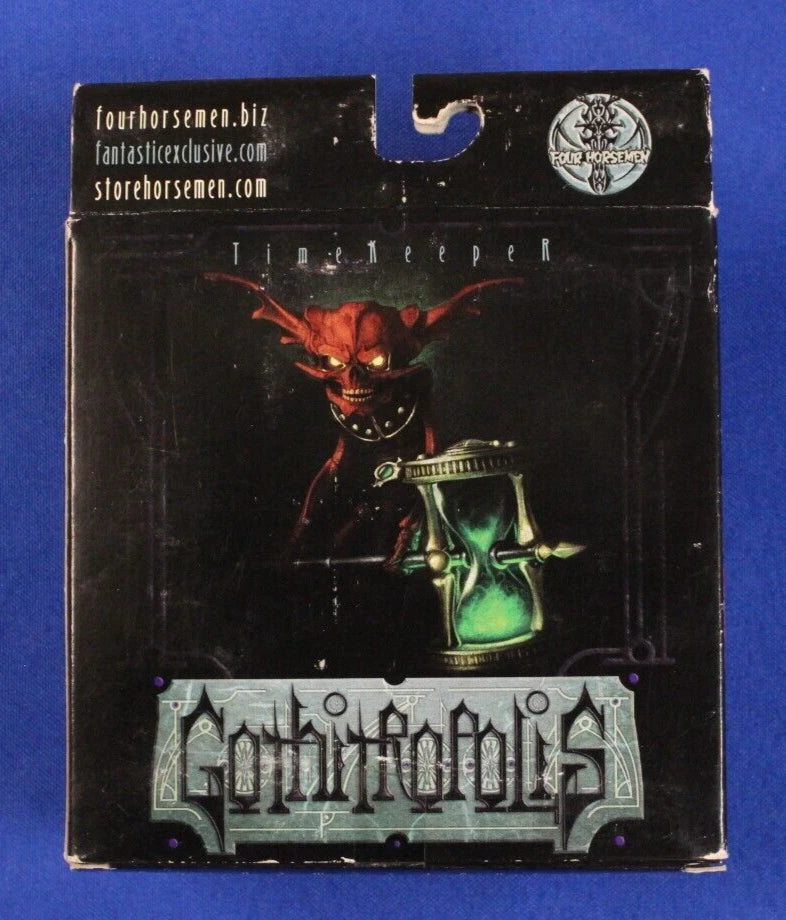 fourhorsemen.biz
fantasticexclusive.com
storehorsemen.com
FOUR HORSEMEN
TimeKeepeR
GothitropoliS